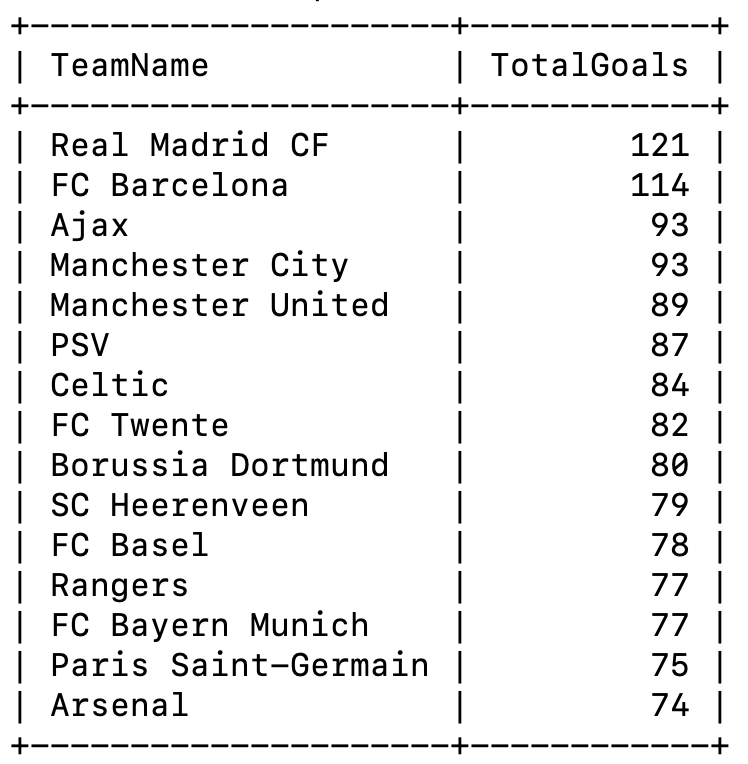 +---------------------+------------+
| TeamName            | TotalGoals |
+---------------------+------------+
| Real Madrid CF      |        121 |
| FC Barcelona        |        114 |
| Ajax                |         93 |
| Manchester City     |         93 |
| Manchester United   |         89 |
| PSV                 |         87 |
| Celtic              |         84 |
| FC Twente           |         82 |
| Borussia Dortmund   |         80 |
| SC Heerenveen       |         79 |
| FC Basel            |         78 |
| Rangers             |         77 |
| FC Bayern Munich    |         77 |
| Paris Saint-Germain |         75 |
| Arsenal             |         74 |
+---------------------+------------+